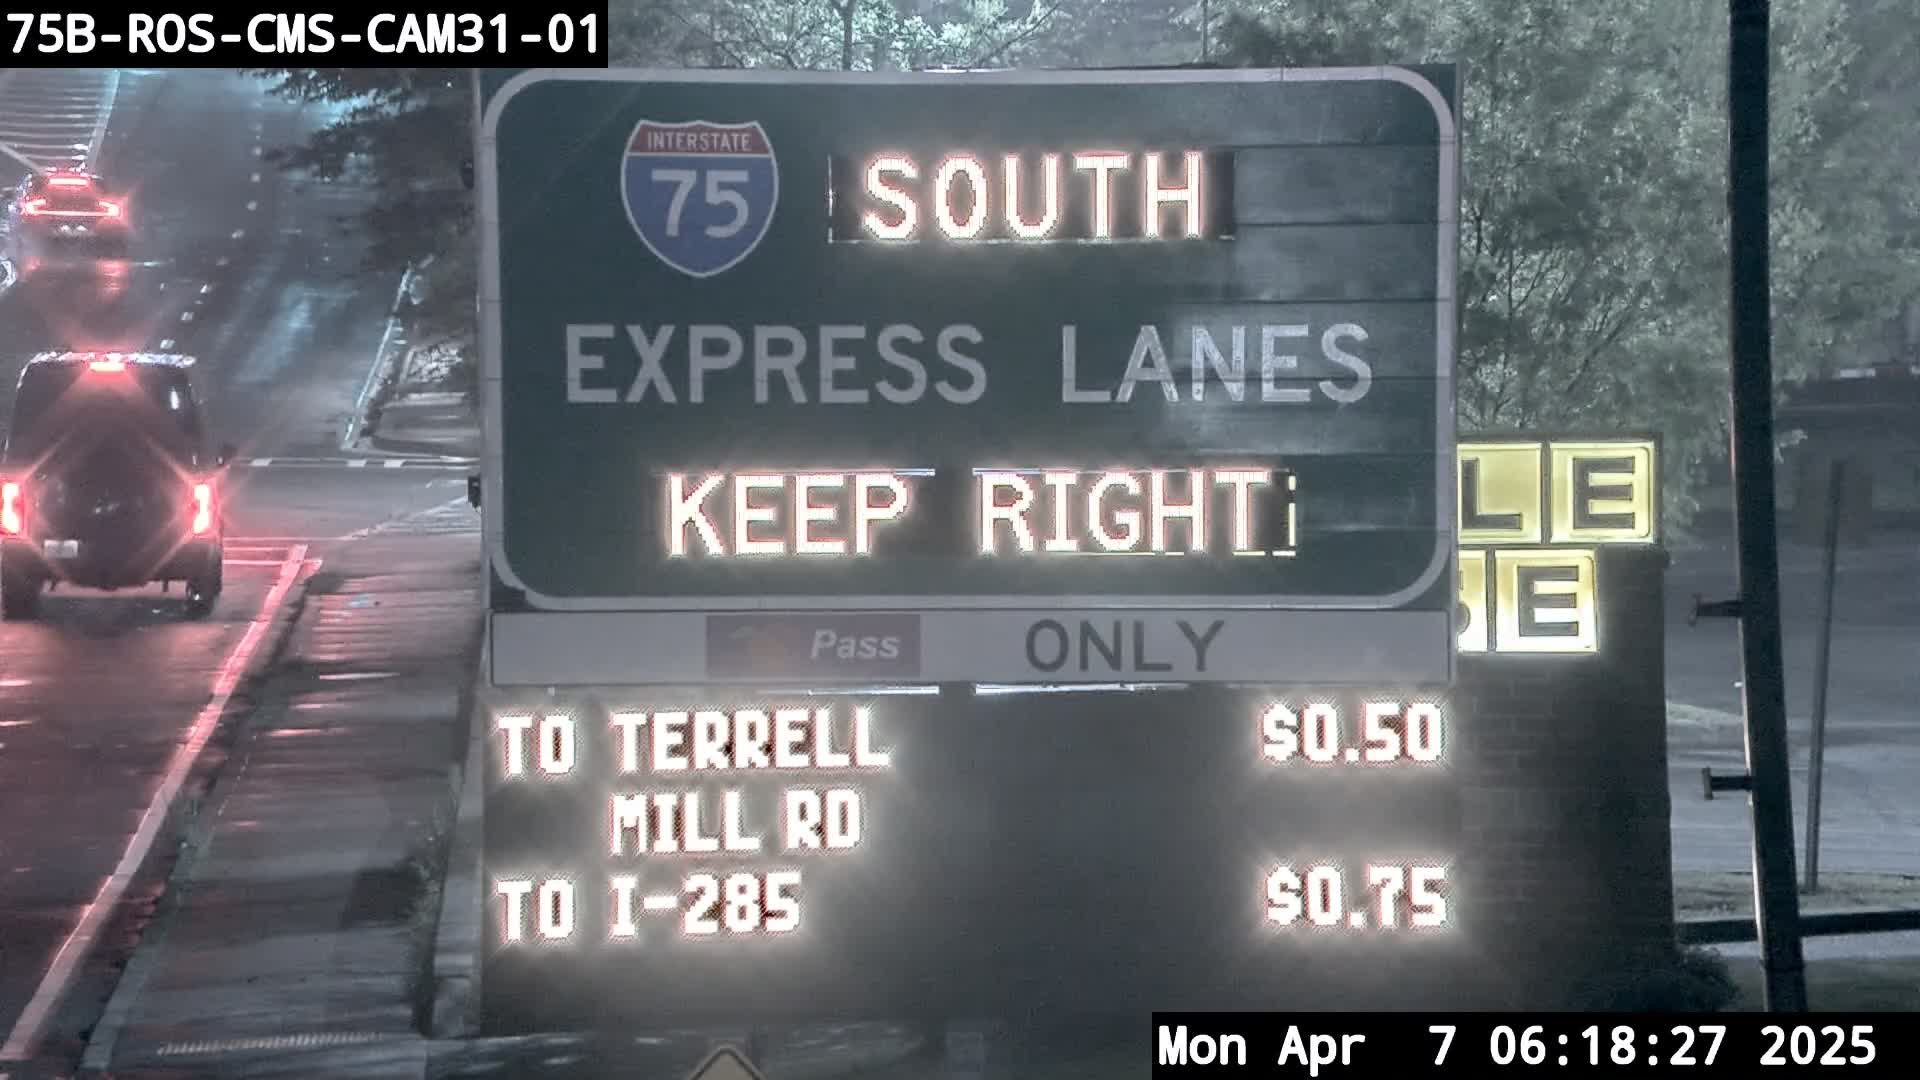 75B-ROS-CMS-CAM31-01
INTERSTATE
75
SOUTH
EXPRESS LANES
KEEP RIGHT
Pass ONLY
TO TERRELL $0.50
MILL RD
TO I-285 $0.75
LE
E
Mon Apr 7 06:18:27 2025